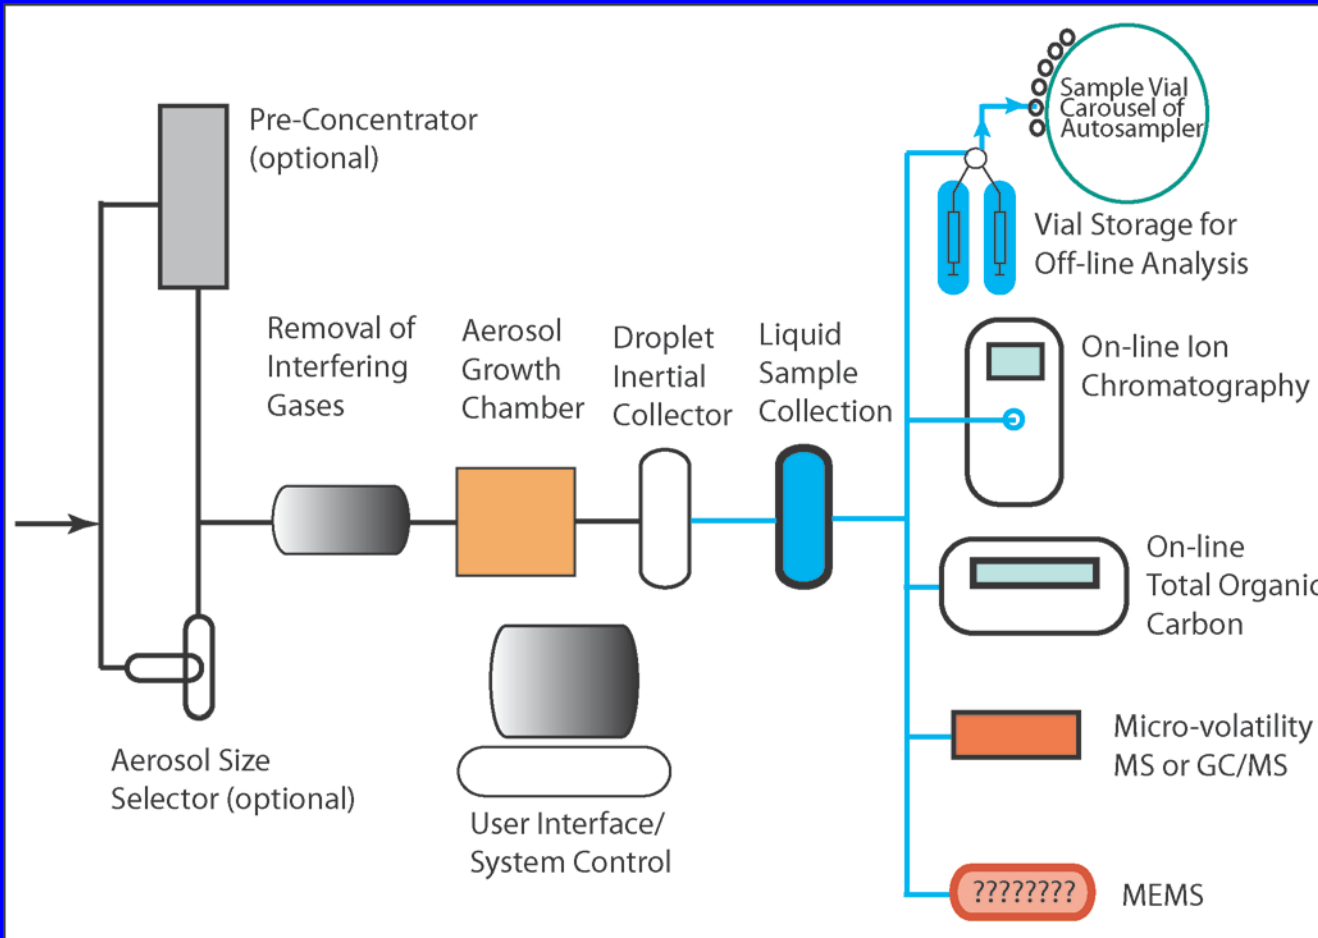 Pre-Concentrator
(optional)
Sample Vial
Carousel of
Autosampler
Vial Storage for
Off-line Analysis
Removal of
Interfering
Gases
Aerosol
Growth
Chamber
Droplet
Inertial
Collector
Liquid
Sample
Collection
On-line Ion
Chromatography
On-line
Total Organic
Carbon
Aerosol Size
Selector (optional)
User Interface/
System Control
Micro-volatility
MS or GC/MS
????????
MEMS